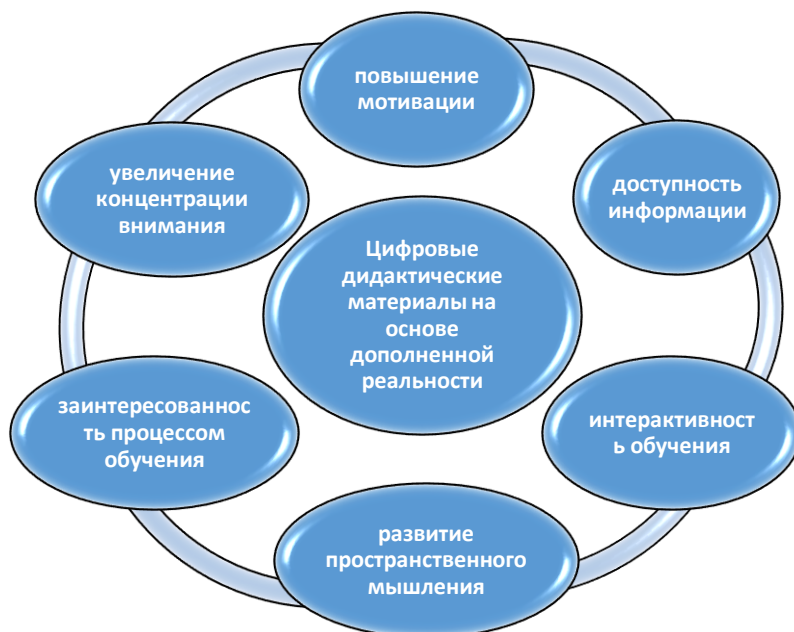 повышение
мотивации
доступность
информации
интерактивност
ь обучения
развитие
пространственного
мышления
заинтересованнос
ть процессом
обучения
увеличение
концентрации
внимания
Цифровые
дидактические
материалы на
основе
дополненной
реальности